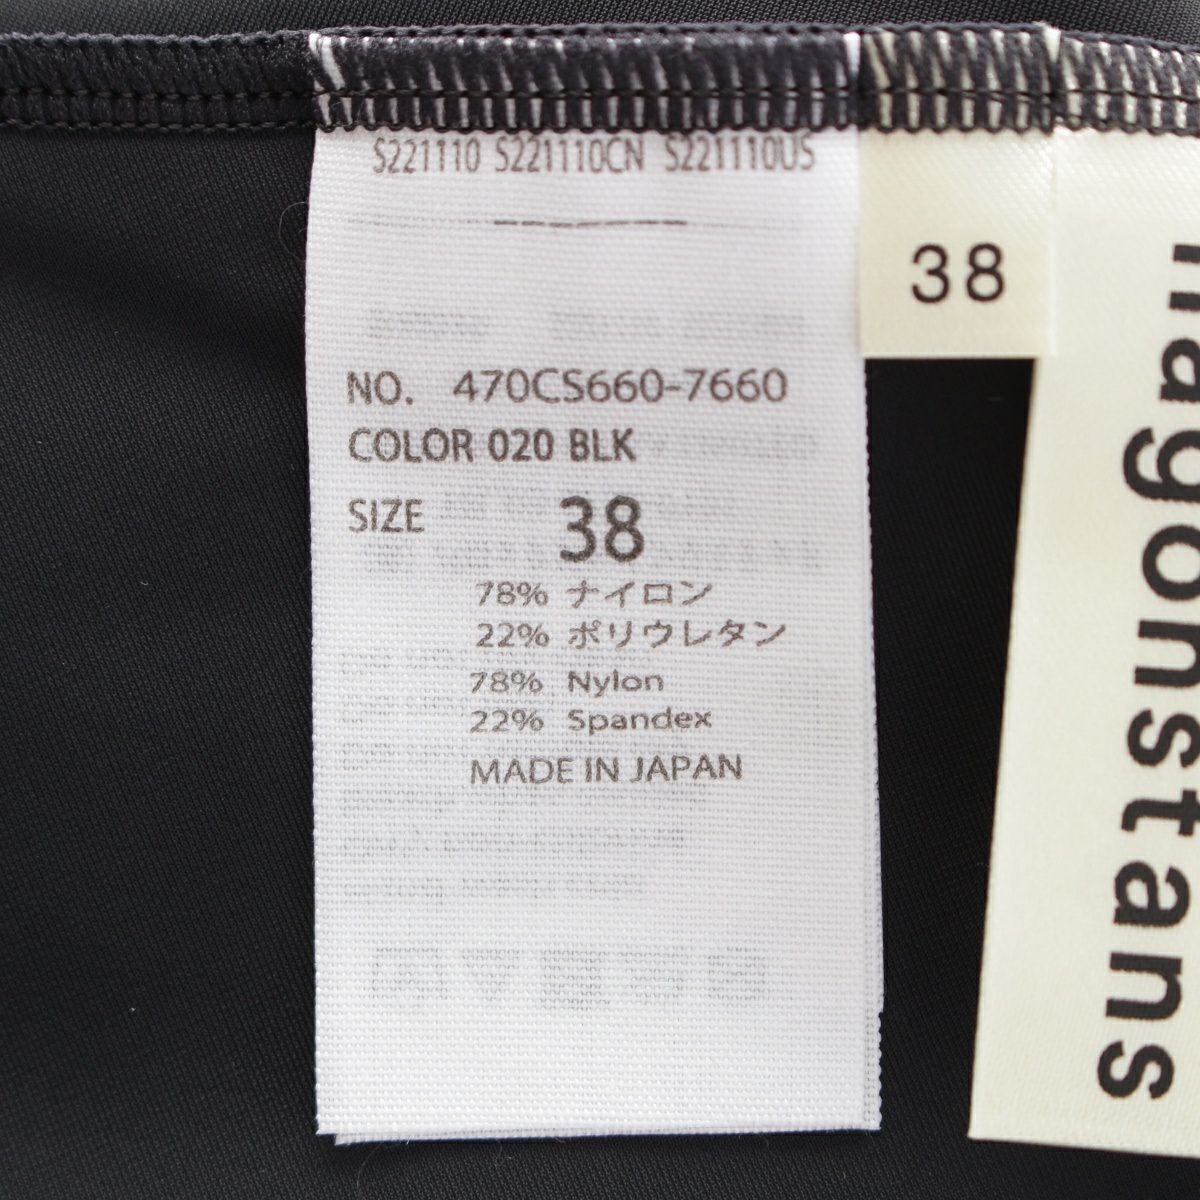 S221110 S221110CN S221110US
NO. 470CS660-7660
COLOR 020 BLK
SIZE 38
78% ナイロン
22% ポリウレタン
78% Nylon
22% Spandex
MADE IN JAPAN
38
nagonstans